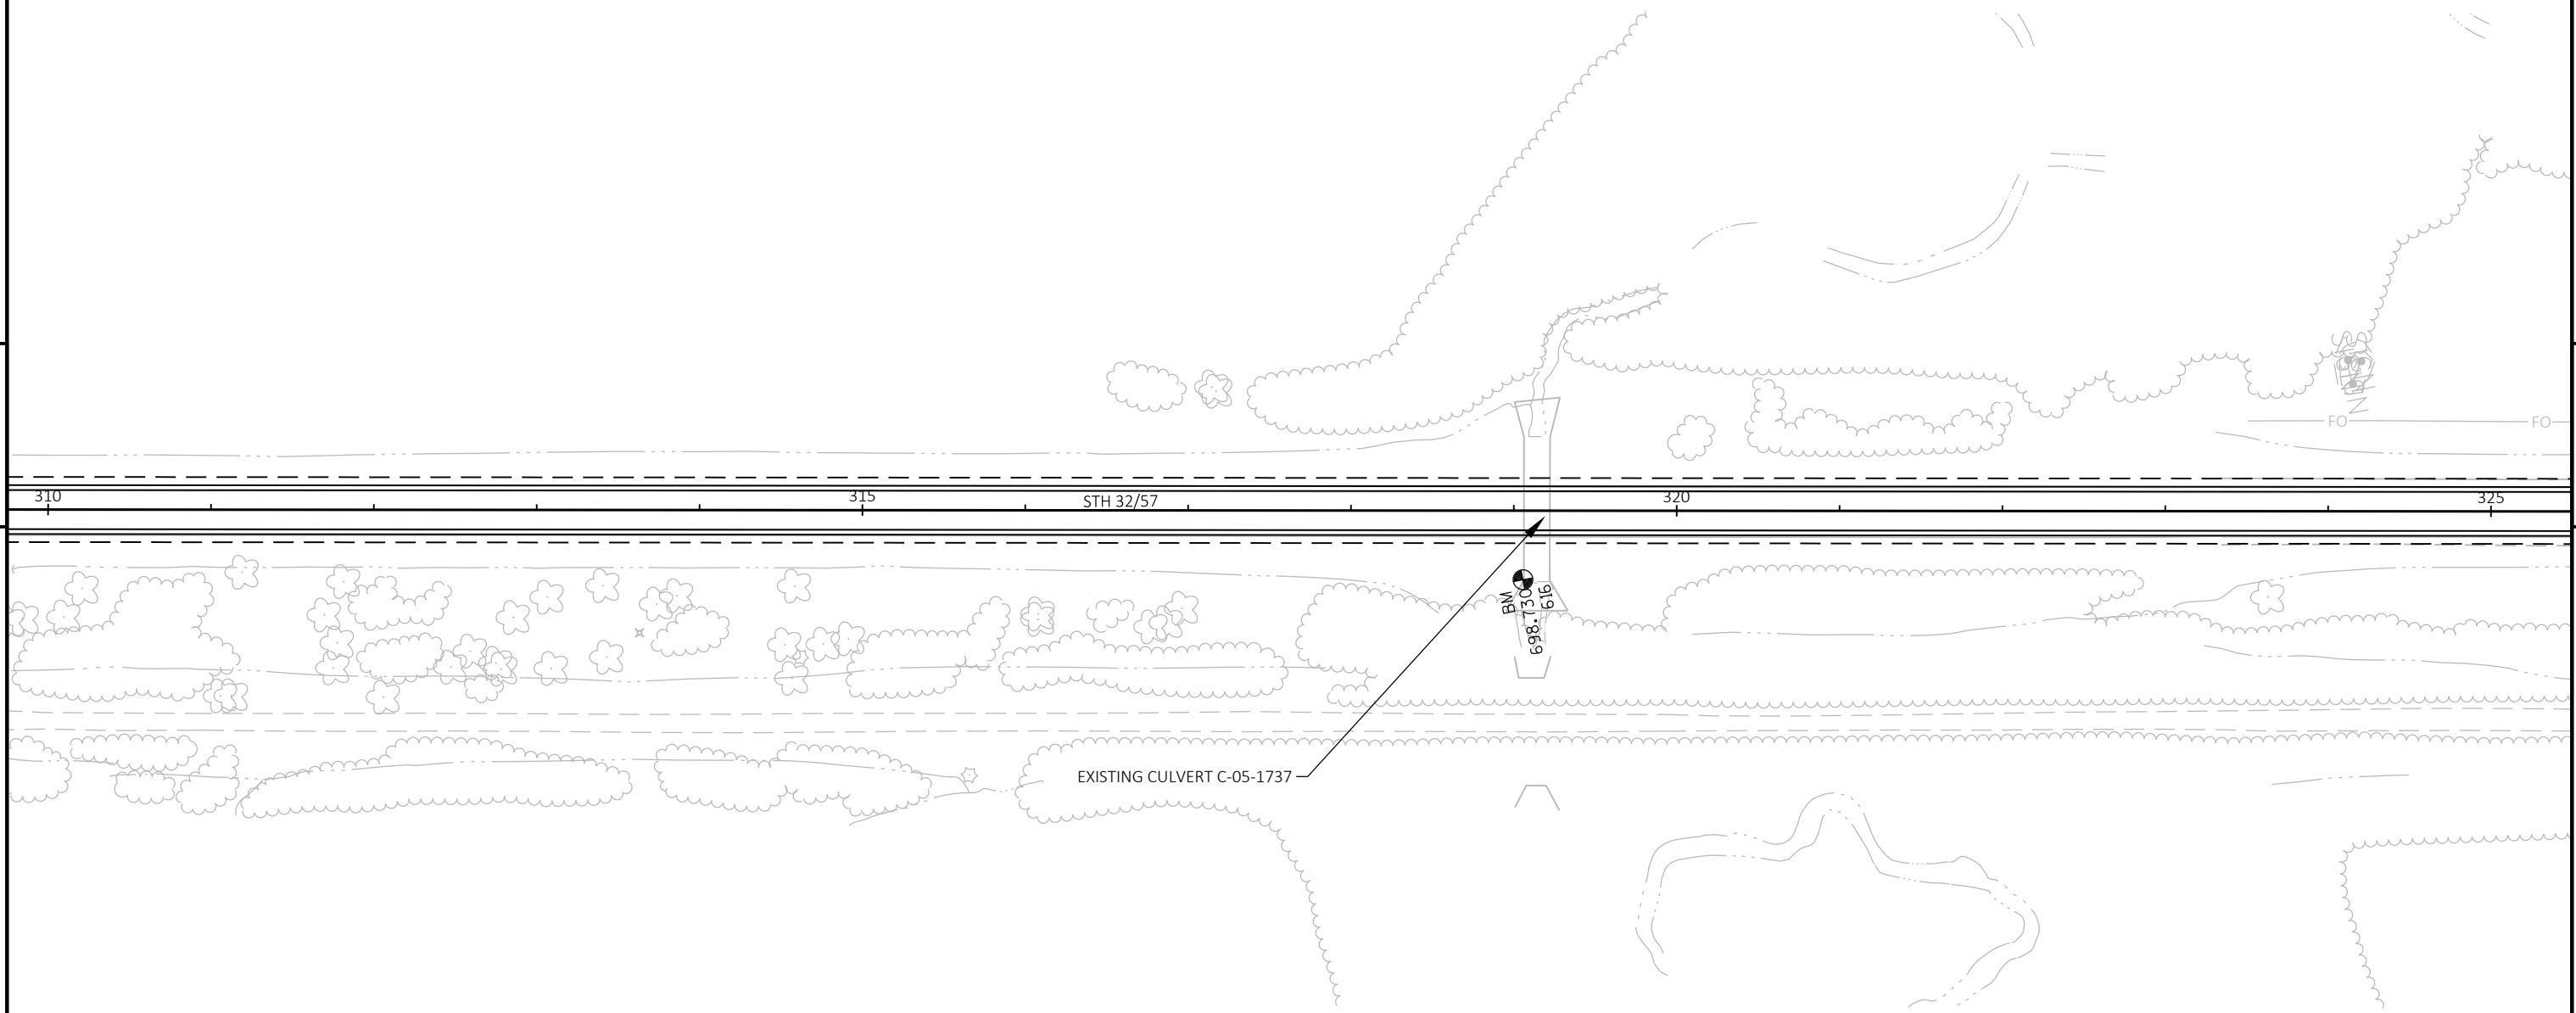 FO
FO
310
315
STH 32/57
320
325
BM
698.730
616
EXISTING CULVERT C-05-1737